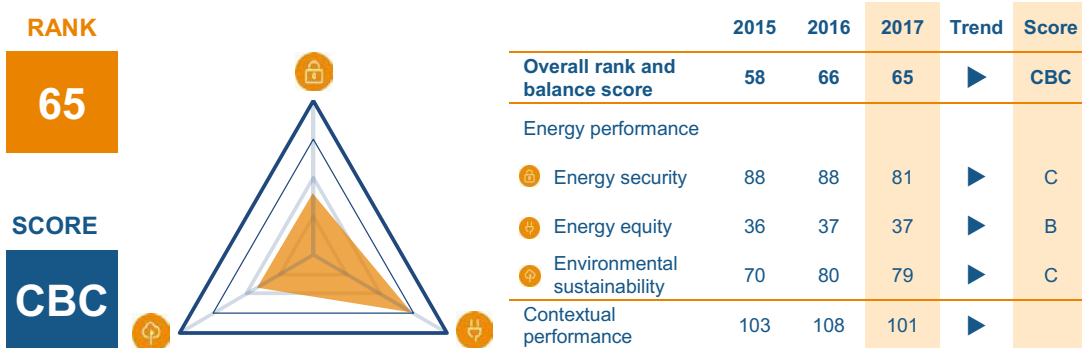 RANK
65
SCORE
CBC
2015 2016 2017 Trend Score
Overall rank and
balance score 58 66 65 CBC
Energy performance
Energy security 88 88 81 C
Energy equity 36 37 37 B
Environmental
sustainability 70 80 79 C
Contextual
performance 103 108 101